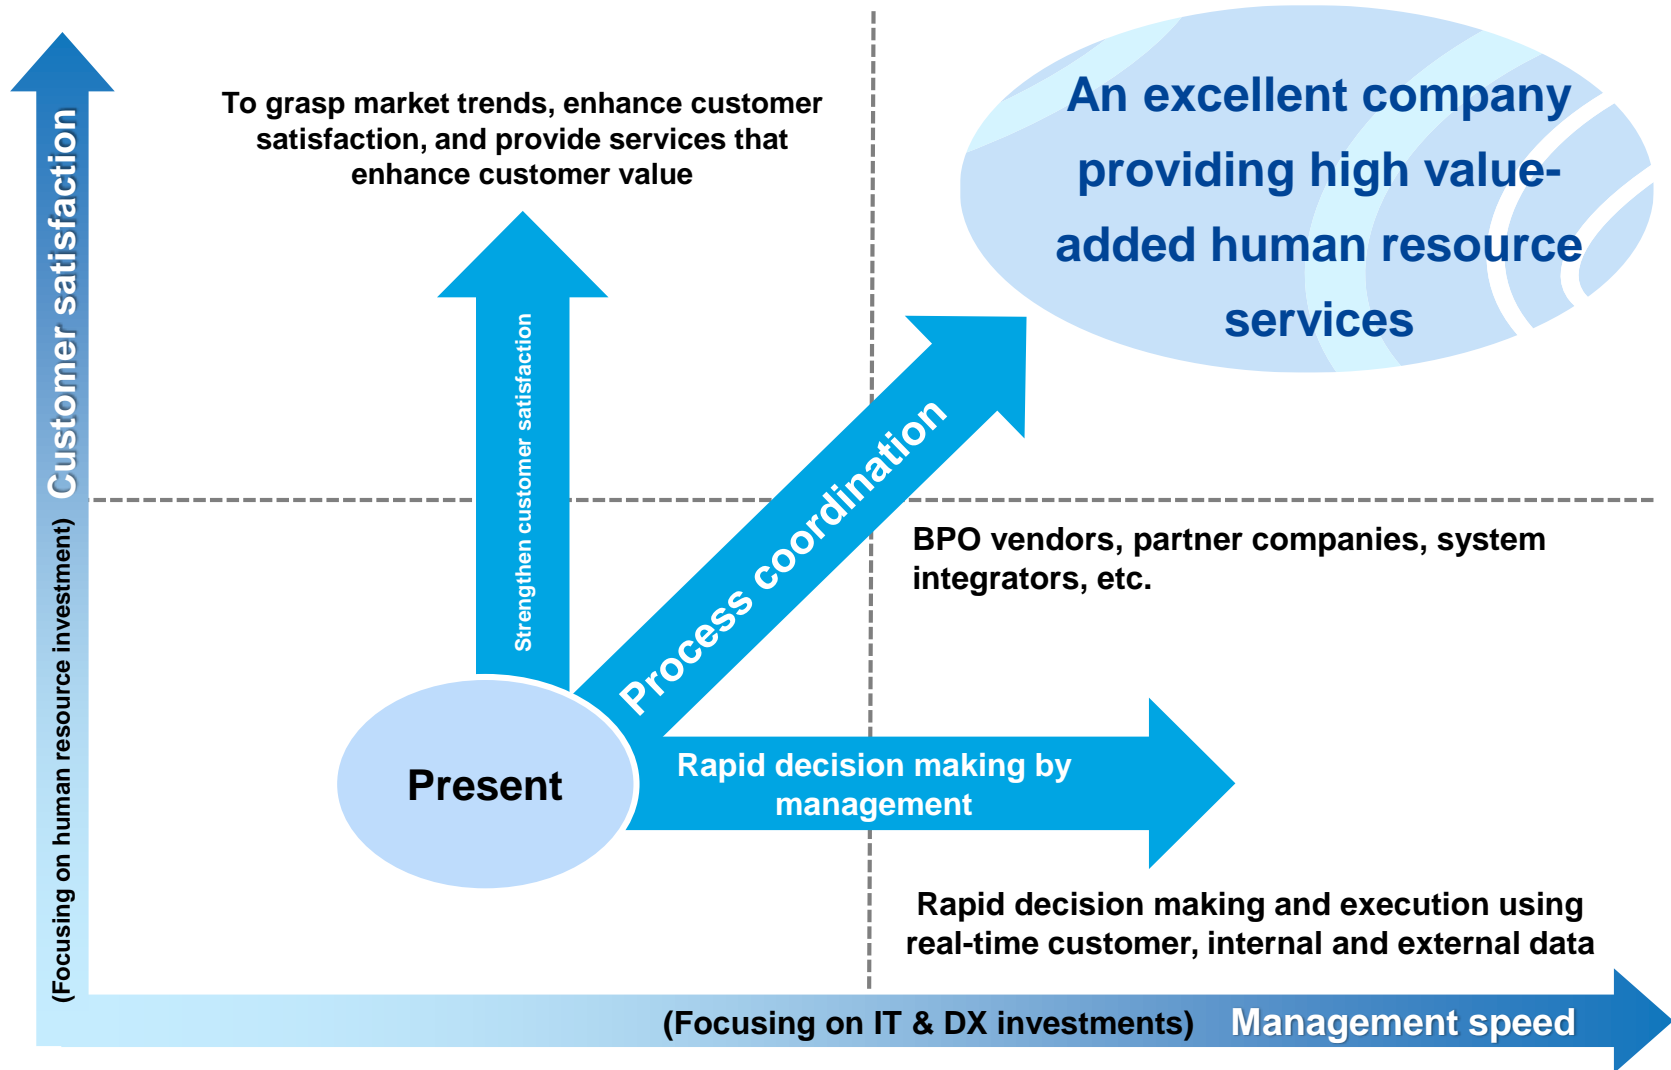 Customer satisfaction
(Focusing on human resource investment)
To grasp market trends, enhance customer
satisfaction, and provide services that
enhance customer value
An excellent company
providing high value-
added human resource
services
Strengthen customer satisfaction
Process coordination
BPO vendors, partner companies, system
integrators, etc.
Present
Rapid decision making by
management
Rapid decision making and execution using
real-time customer, internal and external data
(Focusing on IT & DX investments) Management speed